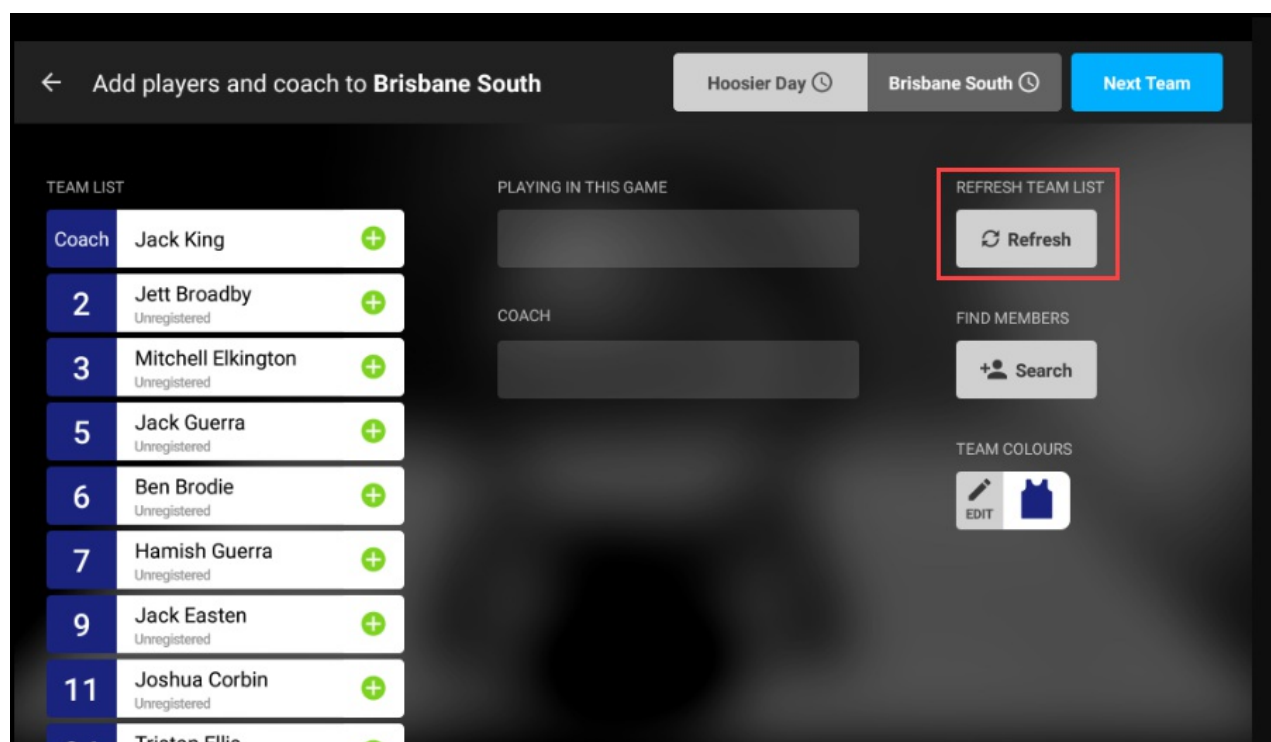 Add players and coach to Brisbane South
Hoosier Day
Brisbane South
Next Team
TEAM LIST
Coach Jack King
2 Jett Broadby
Unregistered
3 Mitchell Elkington
Unregistered
5 Jack Guerra
Unregistered
6 Ben Brodie
Unregistered
7 Hamish Guerra
Unregistered
9 Jack Easten
Unregistered
11 Joshua Corbin
Unregistered
PLAYING IN THIS GAME
COACH
REFRESH TEAM LIST
Refresh
FIND MEMBERS
Search
TEAM COLOURS
EDIT